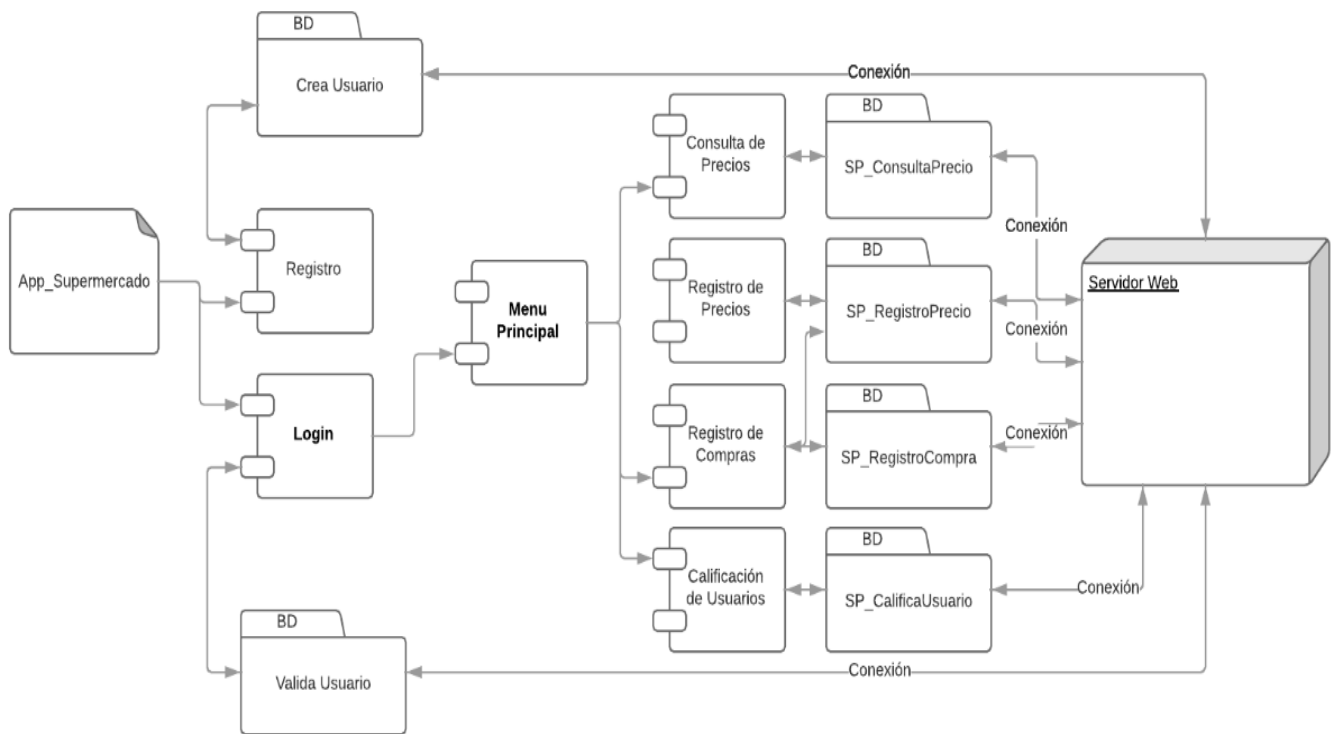 BD
Crea Usuario
Conexión
BD
Consulta de
Precios
SP_ConsultaPrecio
App_Supermercado
Registro
Conexión
Servidor Web
BD
Menu
Principal
Registro de
Precios
SP_RegistroPrecio
Conexión
Login
BD
Registro de
Compras
SP_RegistroCompra
Conexión
BD
Calificación
de Usuarios
SP_CalificaUsuario
Conexión
BD
Valida Usuario
Conexión